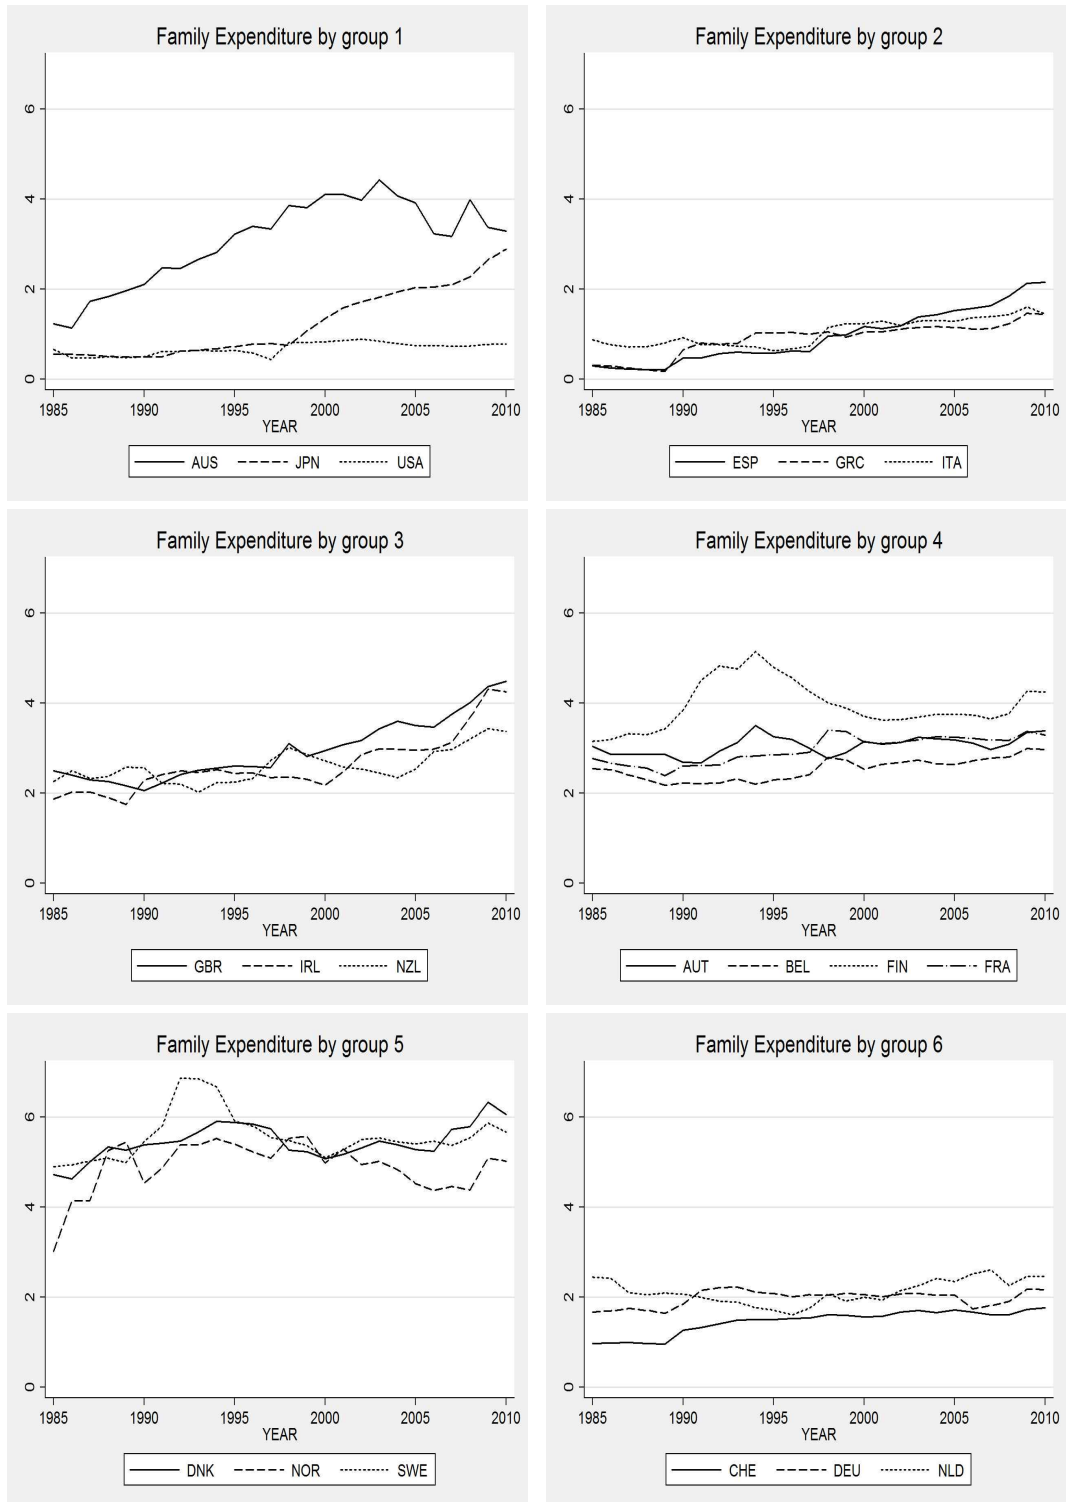 Family Expenditure by group 1
6
4
2
0
1985 1990 1995 2000 2005 2010
YEAR
AUS JPN USA
Family Expenditure by group 2
6
4
2
0
1985 1990 1995 2000 2005 2010
YEAR
ESP GRC ITA
Family Expenditure by group 3
6
4
2
0
1985 1990 1995 2000 2005 2010
YEAR
GBR IRL NZL
Family Expenditure by group 4
6
4
2
0
1985 1990 1995 2000 2005 2010
YEAR
AUT BEL FIN FRA
Family Expenditure by group 5
6
4
2
0
1985 1990 1995 2000 2005 2010
YEAR
DNK NOR SWE
Family Expenditure by group 6
6
4
2
0
1985 1990 1995 2000 2005 2010
YEAR
CHE DEU NLD